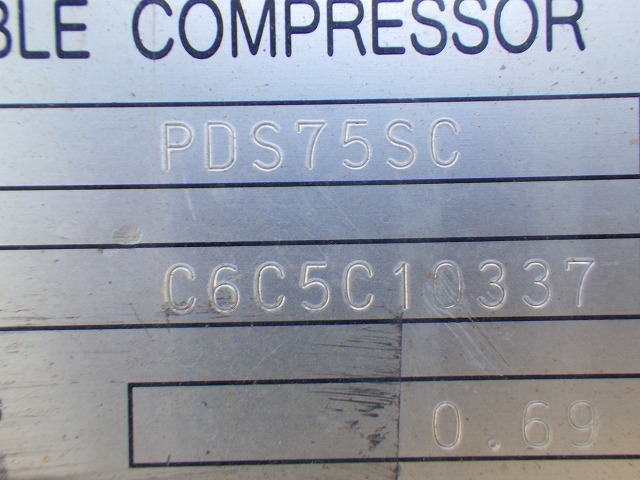 BLE COMPRESSOR
PDS75SC
C6C5C10337
0.69